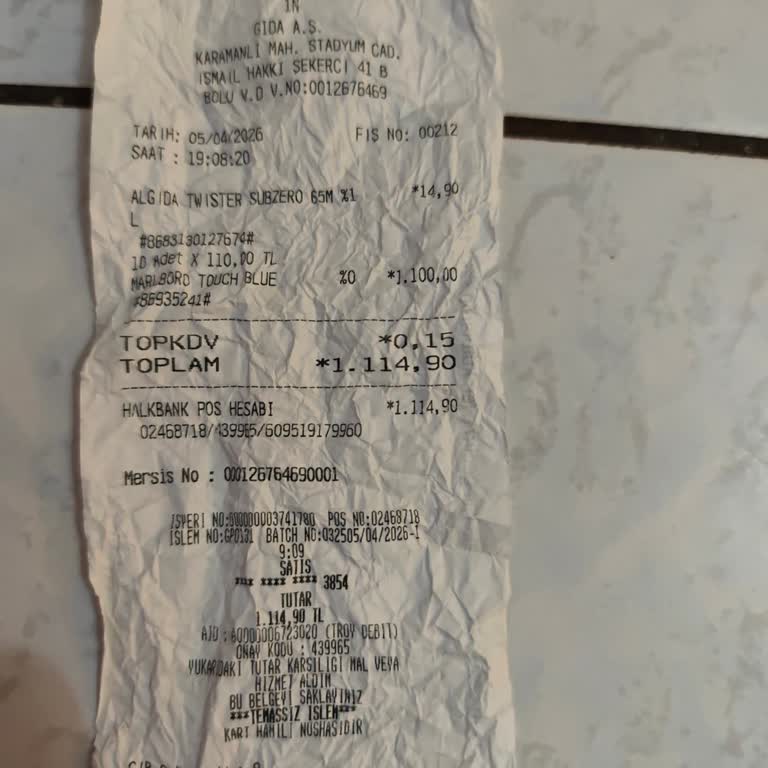 GIDA A.S.
KARAMANLI MAH. STADYUM CAD.
ISMAIL HAKKI SEKERCI 41 B
BOLU V.D V.NO:0012676469
TARIH: 05/04/2026 FIS NO: 00212
SAAT : 19:08:20
ALGIDA TWISTER SUBZERO 65M %1 *14,90
L
#8683130127674#
10 Adet X 110,00 TL
MARLBORO TOUCH BLUE %0 *1.100,00
#86935241#
TOPKDV *0,15
TOPLAM *1.114,90
HALKBANK POS HESABI *1.114,90
02468718/439965/609519179960
Mersis No : 000126764690001
ISYERI NO:000000003741780 POS NO:02468718
ISLEM NO: BATCH NO:032505/04/2026-1
9:09
SATIS
*** **** **** 3854
TUTAR
1.114,90 TL
AID : (TROY DEBIT)
ONAY KODU : 439965
YUKARDAKI TUTAR KARSILIGI MAL VEYA
HIZMET ALDIM
BU BELGEYI SAKLAYINIZ
***TEMASSIZ ISLEM***
KART HAMILI NUSHASIDIR